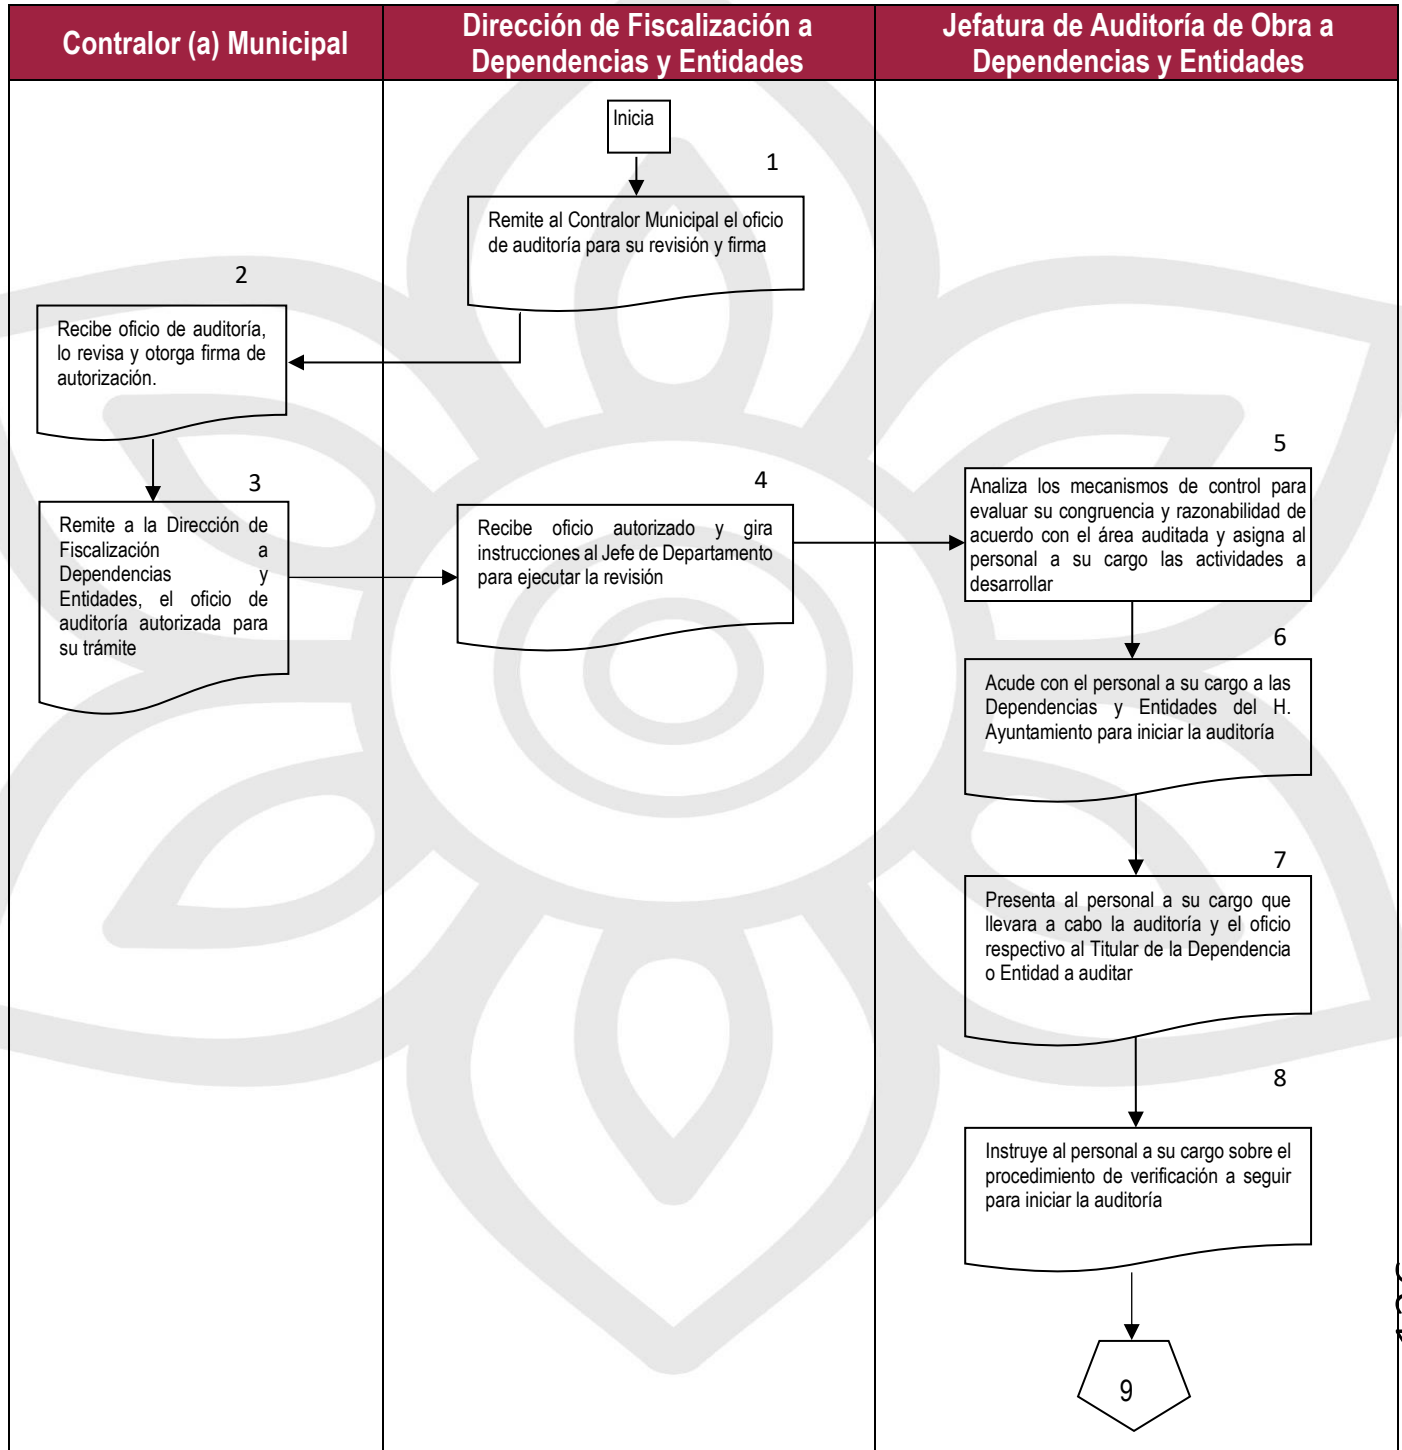 Contralor (a) Municipal
Dirección de Fiscalización a
Dependencias y Entidades
Jefatura de Auditoría de Obra a
Dependencias y Entidades
Inicia
1
Remite al Contralor Municipal el oficio
de auditoría para su revisión y firma
2
Recibe oficio de auditoría,
lo revisa y otorga firma de
autorización.
3
Remite a la Dirección de
Fiscalización a
Dependencias y
Entidades, el oficio de
auditoría autorizada para
su trámite
4
Recibe oficio autorizado y gira
instrucciones al Jefe de Departamento
para ejecutar la revisión
5
Analiza los mecanismos de control para
evaluar su congruencia y razonabilidad de
acuerdo con el área auditada y asigna al
personal a su cargo las actividades a
desarrollar
6
Acude con el personal a su cargo a las
Dependencias y Entidades del H.
Ayuntamiento para iniciar la auditoría
7
Presenta al personal a su cargo que
llevara a cabo la auditoría y el oficio
respectivo al Titular de la Dependencia
o Entidad a auditar
8
Instruye al personal a su cargo sobre el
procedimiento de verificación a seguir
para iniciar la auditoría
9